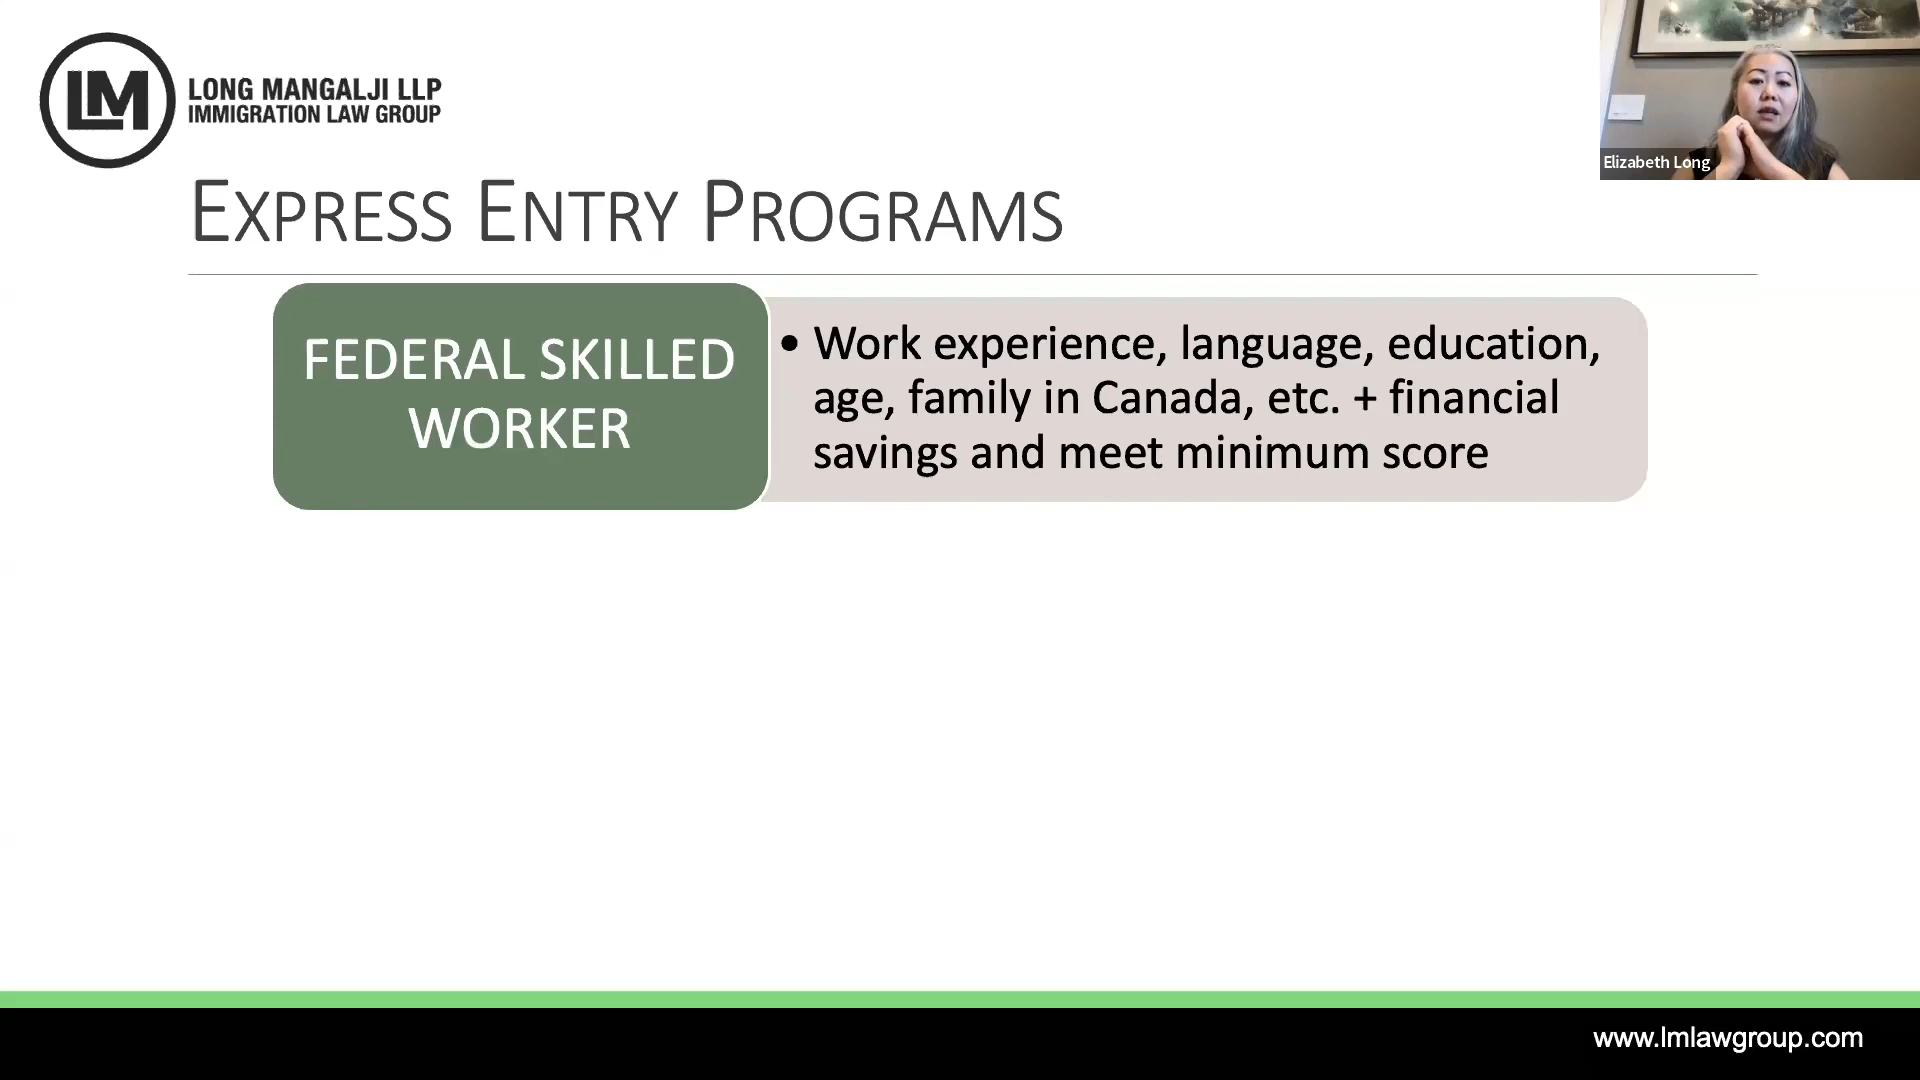 LM
LONG MANGALJI LLP
IMMIGRATION LAW GROUP
Elizabeth Long
EXPRESS ENTRY PROGRAMS
FEDERAL SKILLED
WORKER
• Work experience, language, education,
age, family in Canada, etc. + financial
savings and meet minimum score
www.lmlawgroup.com